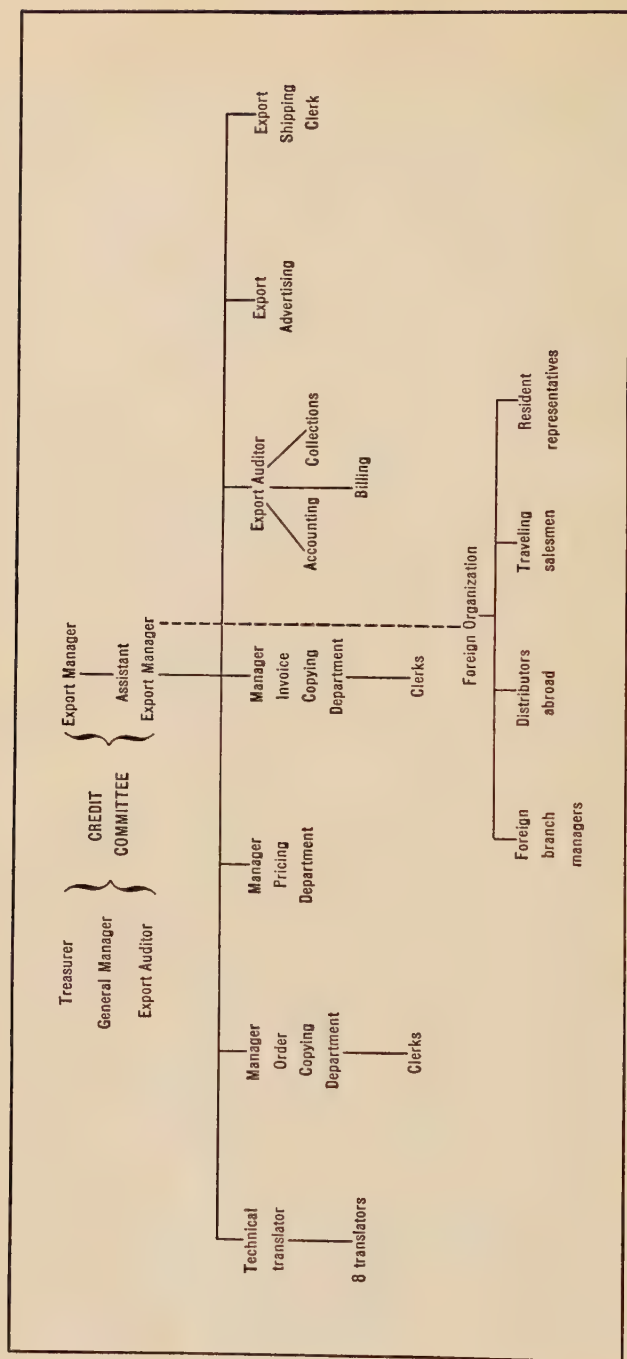 Treasurer
General Manager
Export Auditor
CREDIT
COMMITTEE
Export Manager
Assistant
Export Manager
Technical
translator
8 translators
Manager
Order
Copying
Department
Clerks
Manager
Pricing
Department
Manager
Invoice
Copying
Department
Clerks
Export Auditor
Accounting
Billing
Collections
Export
Advertising
Export
Shipping
Clerk
Foreign Organization
Foreign
branch
managers
Distributors
abroad
Traveling
salesmen
Resident
representatives